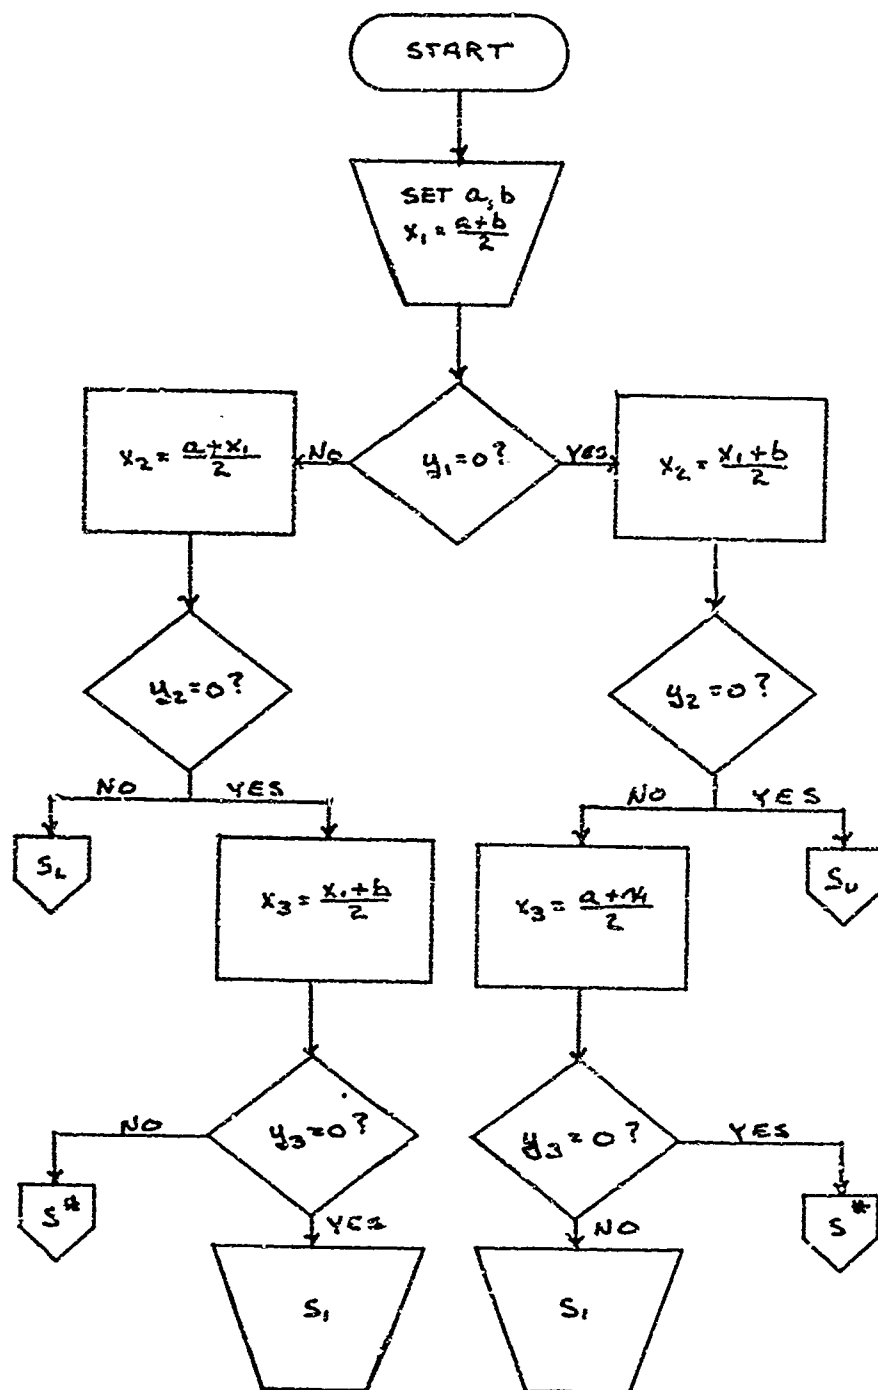 START
SET a, b
x₁ = a+b/2
x₂ = a+x₁/2
NO
y₁=0?
YES
x₂ = x₁+b/2
y₂=0?
y₂=0?
NO
YES
NO
YES
S_L
x₃ = x₁+b/2
x₃ = a+x₁/2
S_U
NO
y₃=0?
y₃=0?
YES
S*
YES
NO
S*
S₁
S₁